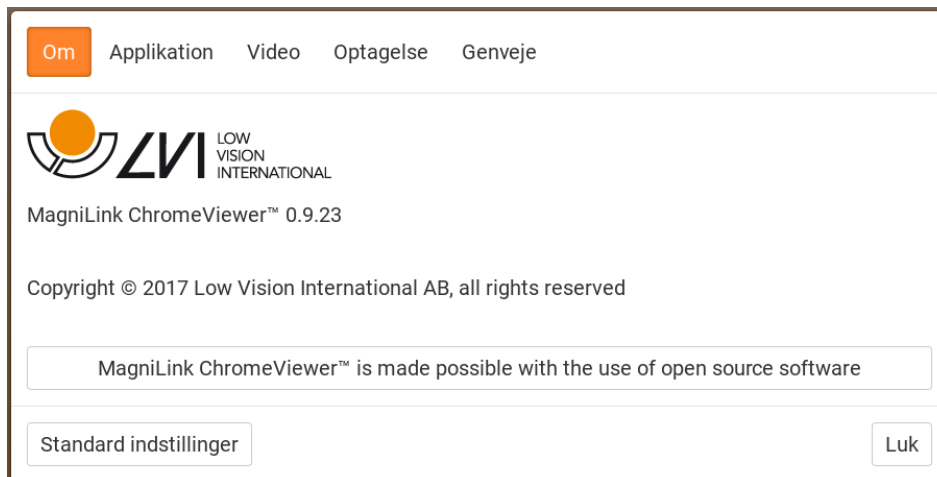 Om Applikation Video Optagelse Genveje
LVI
LOW
VISION
INTERNATIONAL
MagniLink ChromeViewer™ 0.9.23
Copyright © 2017 Low Vision International AB, all rights reserved
MagniLink ChromeViewer™ is made possible with the use of open source software
Standard indstillinger Luk